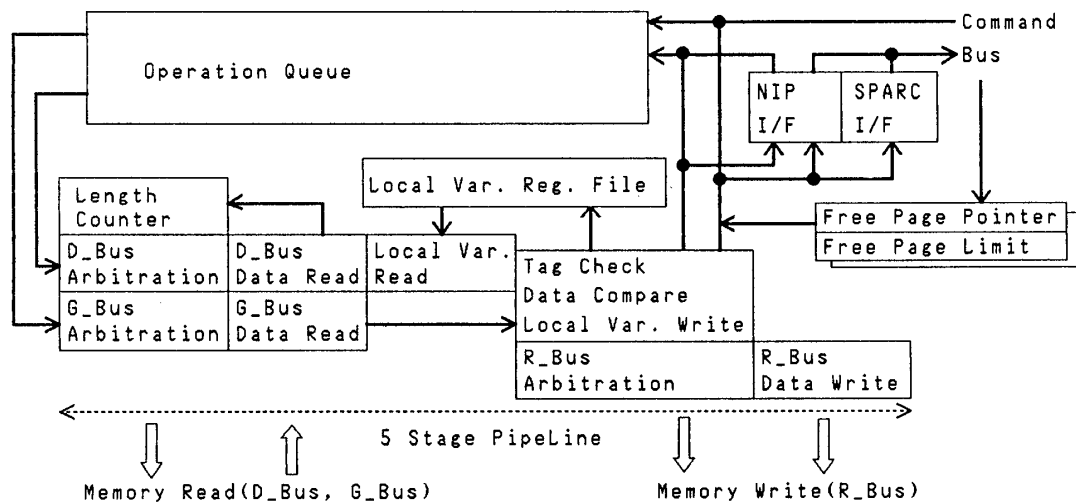 Command
Bus
Operation Queue
NIP
I/F
SPARC
I/F
Local Var. Reg. File
Length
Counter
Free Page Pointer
Free Page Limit
D_Bus
Arbitration
D_Bus
Data Read
Local Var.
Read
Tag Check
Data Compare
Local Var. Write
G_Bus
Arbitration
G_Bus
Data Read
R_Bus
Arbitration
R_Bus
Data Write
5 Stage PipeLine
Memory Read(D_Bus, G_Bus)
Memory Write(R_Bus)